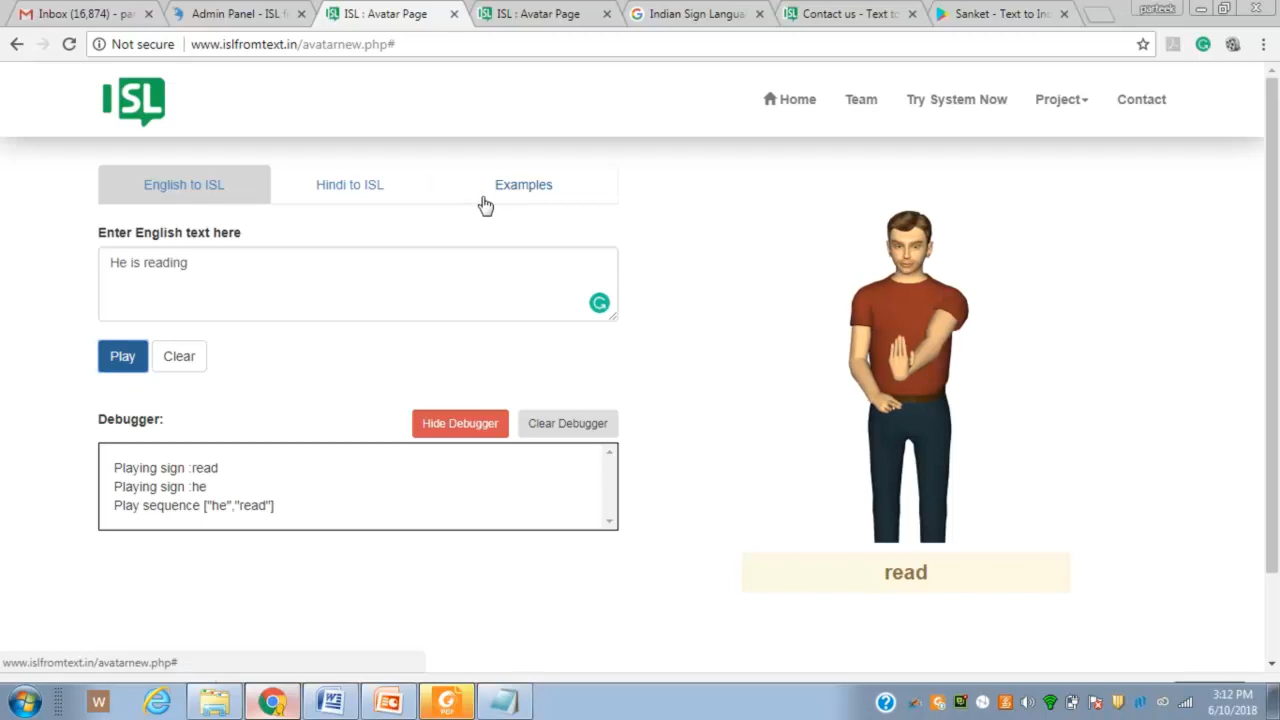 Inbox (16,874) - pa
Admin Panel - ISL f
ISL : Avatar Page
ISL : Avatar Page
Indian Sign Langua
Contact us - Text to
Sanket - Text to In
parteek
Not secure
www.islfromtext.in/avatarnew.php#
ISL
Home
Team
Try System Now
Project
Contact
English to ISL
Hindi to ISL
Examples
Enter English text here
He is reading
Play
Clear
Debugger:
Hide Debugger
Clear Debugger
Playing sign :read
Playing sign :he
Play sequence ["he","read"]
read
www.islfromtext.in/avatarnew.php#
3:12 PM
6/10/2018